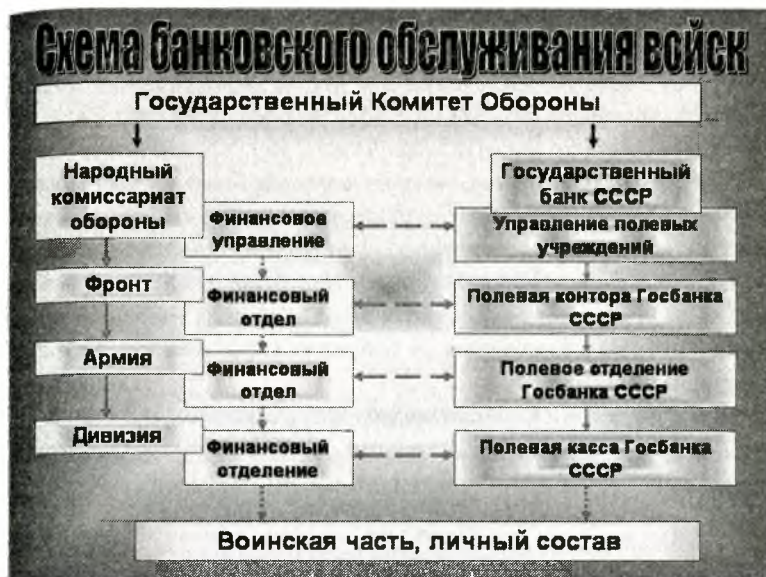 Схема банковского обслуживания войск
Государственный Комитет Обороны
Народный
комиссариат
обороны
Финансовое
управление
Государственный
банк СССР
Управление полевых
учреждений
Фронт
Финансовый
отдел
Полевая контора Госбанка
СССР
Армия
Финансовый
отдел
Полевое отделение
Госбанка СССР
Дивизия
Финансовый
отделение
Полевая касса Госбанка
СССР
Воинская часть, личный состав